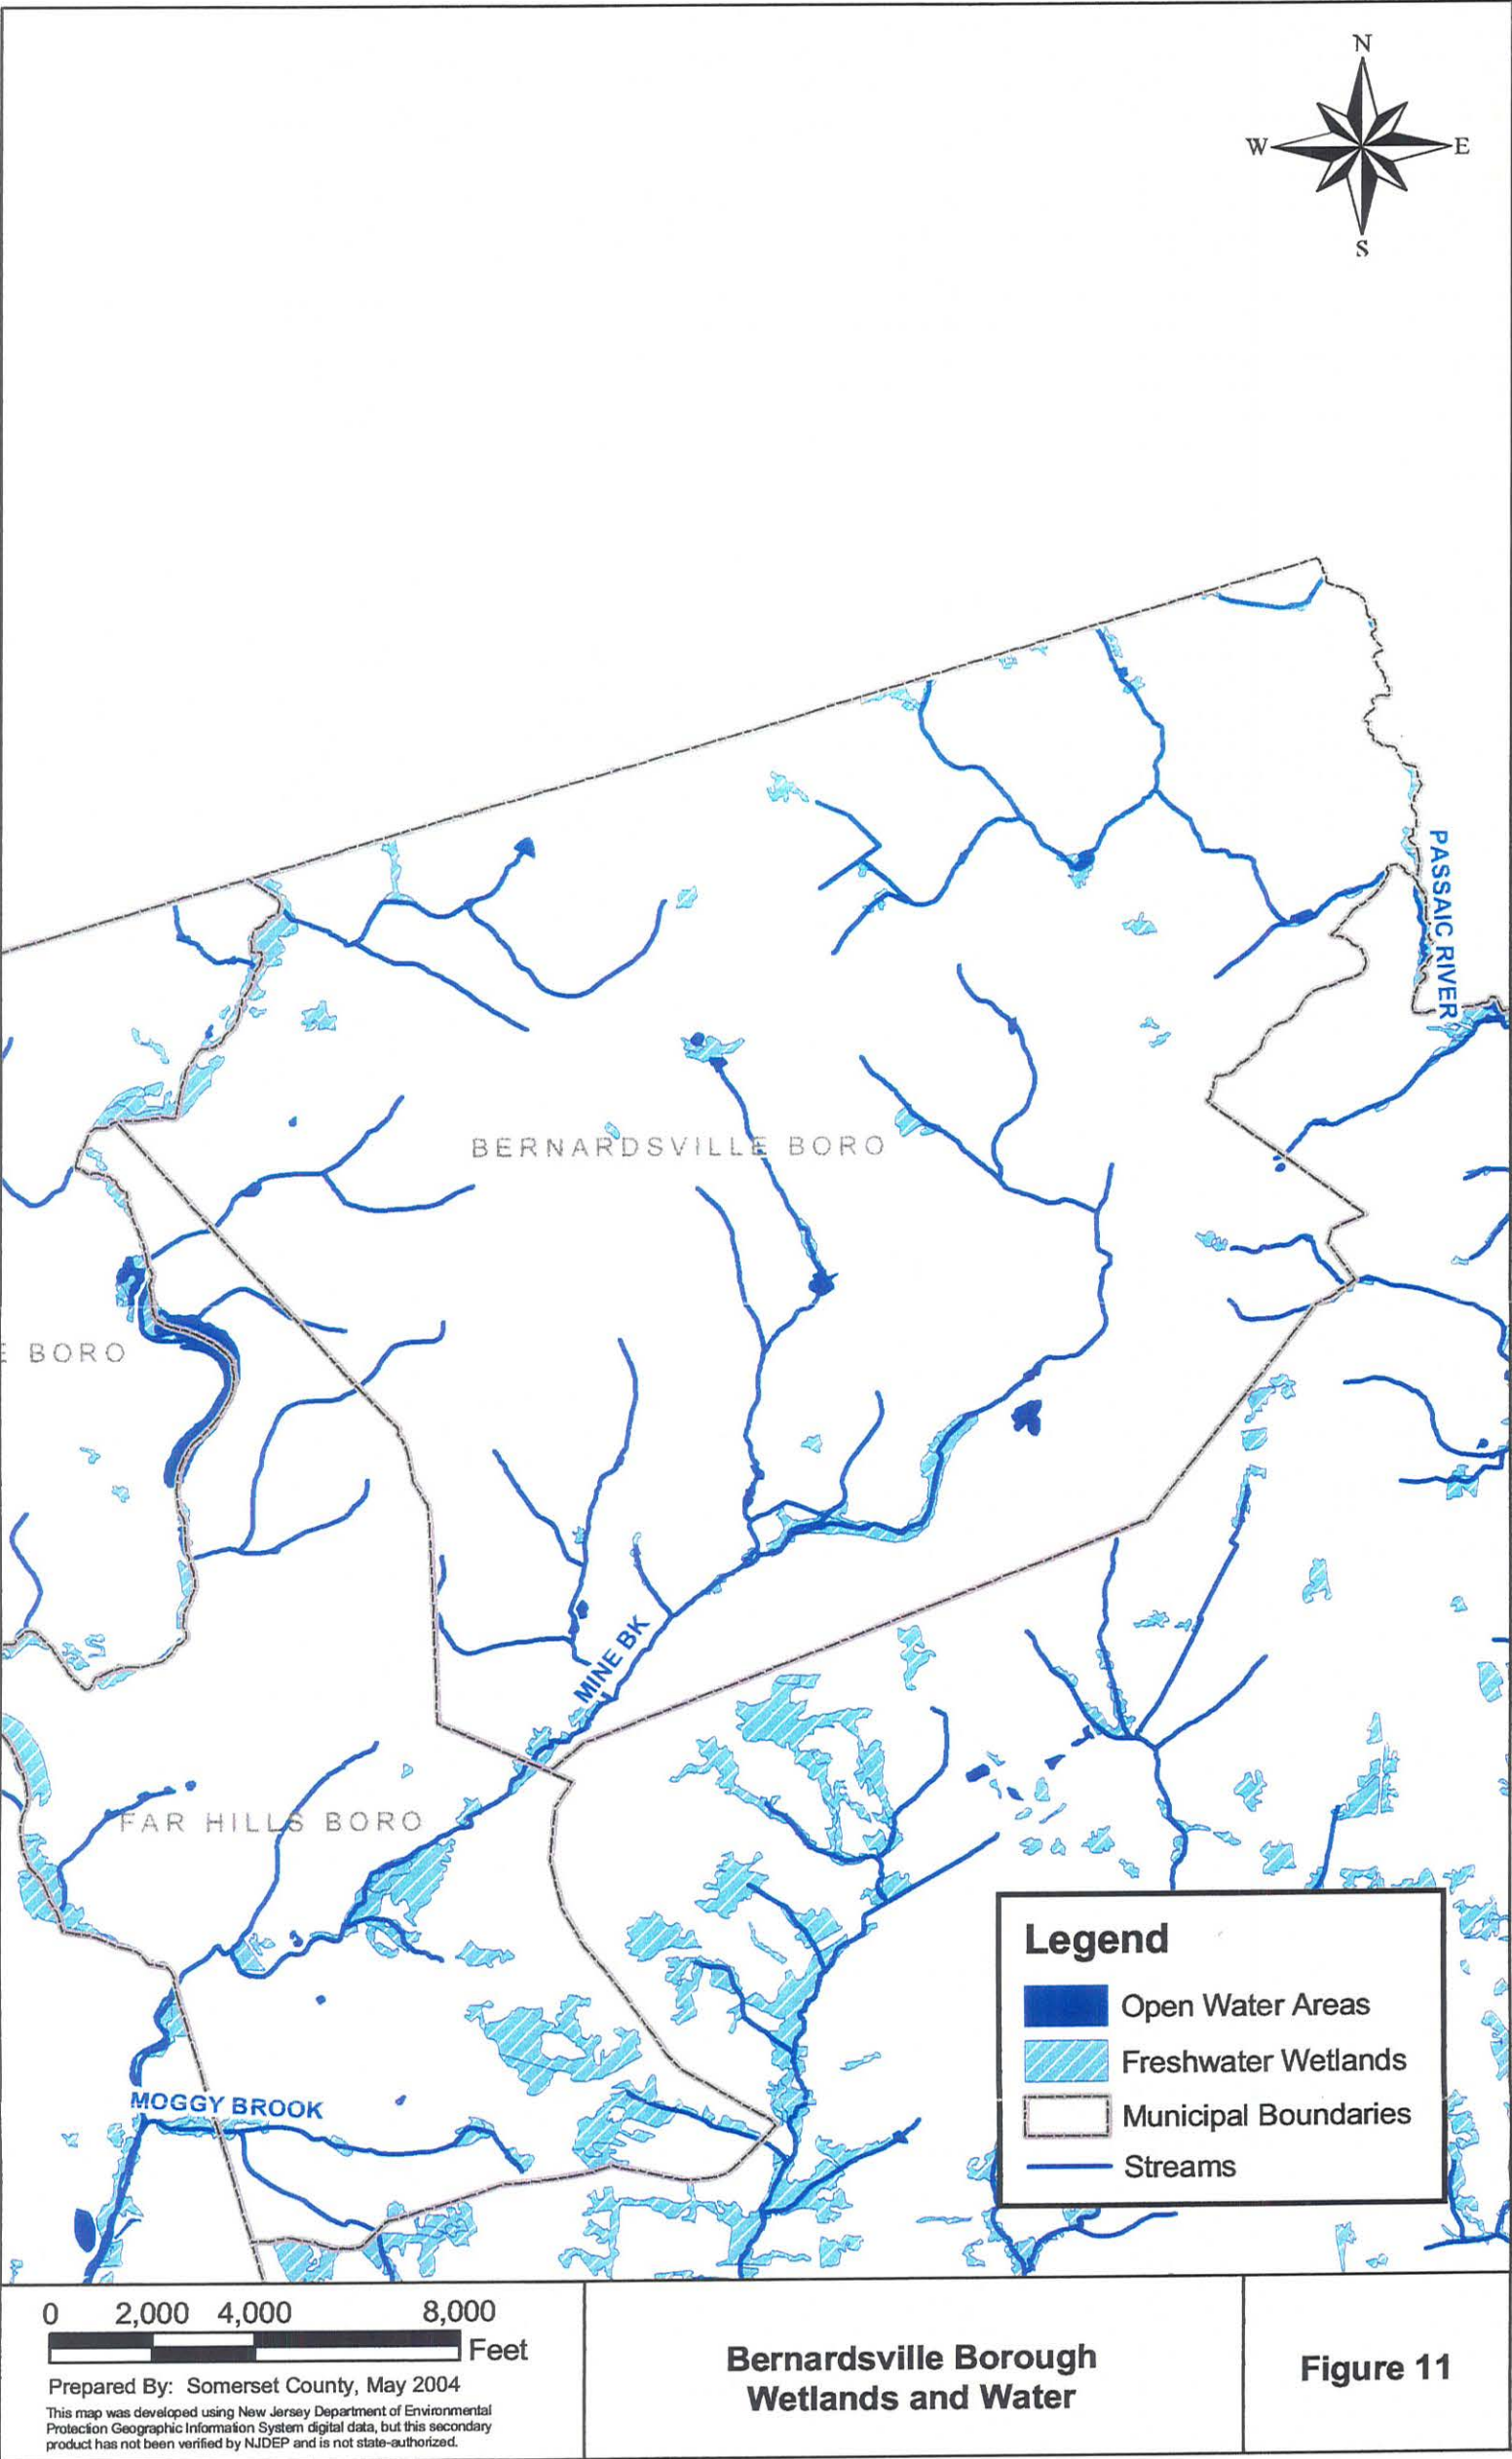 N
W E
S
PASSAIC RIVER
BERNARDSVILLE BORO
E BORO
MINE BK
FAR HILLS BORO
MOGGY BROOK
Legend
Open Water Areas
Freshwater Wetlands
Municipal Boundaries
Streams
0 2,000 4,000 8,000
Feet
Prepared By: Somerset County, May 2004
This map was developed using New Jersey Department of Environmental
Protection Geographic Information System digital data, but this secondary
product has not been verified by NJDEP and is not state-authorized.
Bernardsville Borough
Wetlands and Water
Figure 11